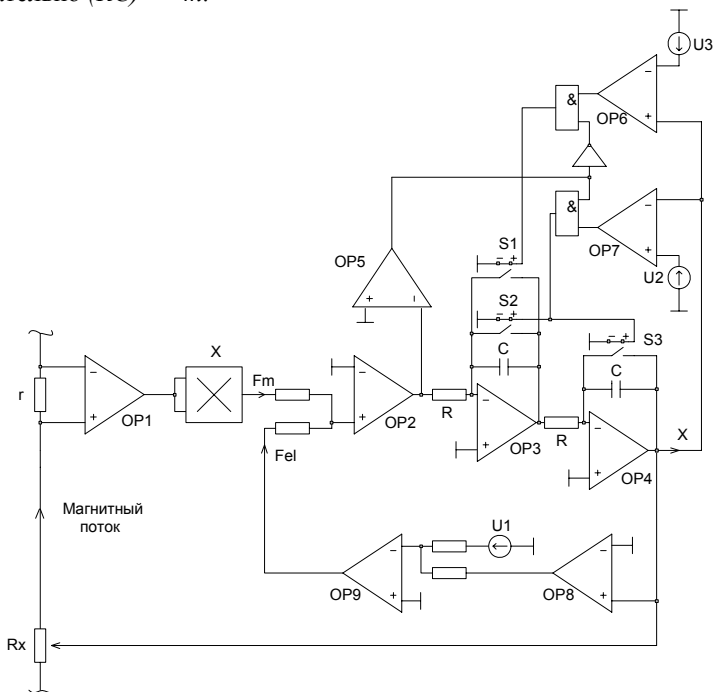 U3
&
−
+
OP6
&
−
+
OP7
U2
S1
− +
OP5
+ −
S2
− +
S3
− +
C
C
X
Fm
r
−
+
OP1
−
+
OP2
R
−
+
OP3
R
−
+
OP4
X
Fel
Магнитный
поток
U1
−
+
OP9
−
+
OP8
Rx